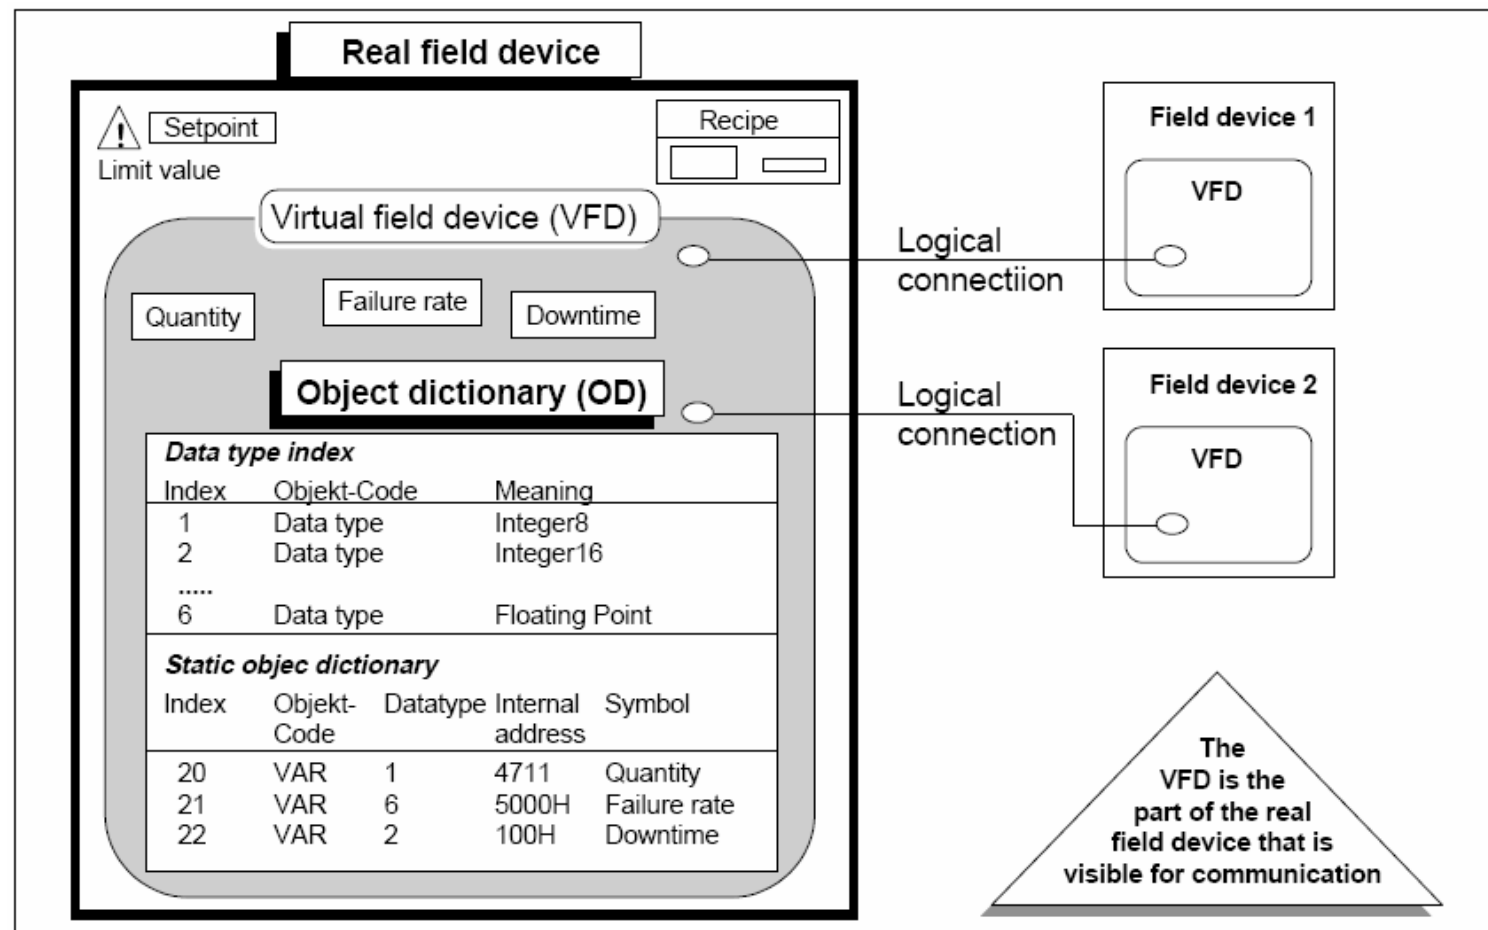 Real field device
Setpoint
Limit value
Recipe
Virtual field device (VFD)
Quantity
Failure rate
Downtime
Object dictionary (OD)
Data type index
Index Objekt-Code Meaning
1 Data type Integer8
2 Data type Integer16
.....
6 Data type Floating Point
Static objec dictionary
Index Objekt- Datatype Internal Symbol
Code address
20 VAR 1 4711 Quantity
21 VAR 6 5000H Failure rate
22 VAR 2 100H Downtime
Logical
connectiion
Field device 1
VFD
Logical
connection
Field device 2
VFD
The
VFD is the
part of the real
field device that is
visible for communication